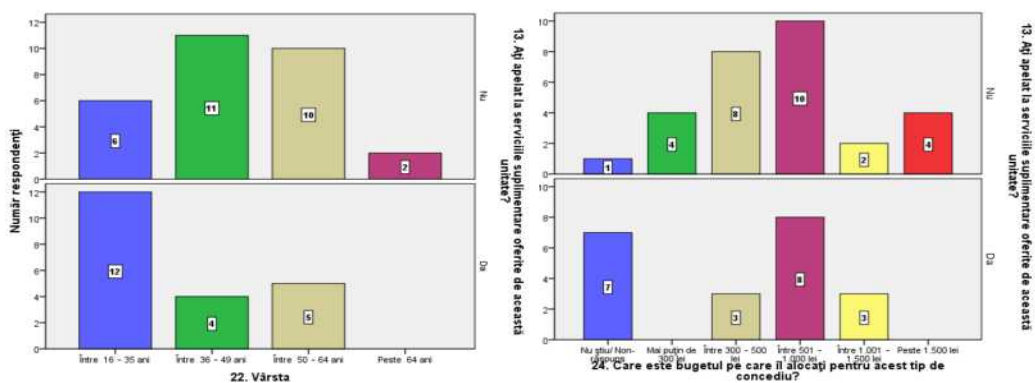 Număr respondenți
12
10
8
6
4
2
0
6
11
10
2
Nu
12
10
8
6
4
2
0
12
4
5
Da
Între 16 – 35 ani
Între 36 – 49 ani
Între 50 – 64 ani
Peste 64 ani
22. Vârsta
13. Ați apelat la serviciile suplimentare oferite de această
unitate?
10
8
6
4
2
0
1
4
8
10
2
4
Nu
10
8
6
4
2
0
7
3
8
3
Da
Nu știu/ Non-
răspuns
Mai puțin de
300 lei
Între 300 – 500
lei
Între 501 –
1.000 lei
Între 1.001 –
1.500 lei
Peste 1.500 lei
24. Care este bugetul pe care îl alocați pentru acest tip de
concediu?
13. Ați apelat la serviciile suplimentare oferite de această
unitate?